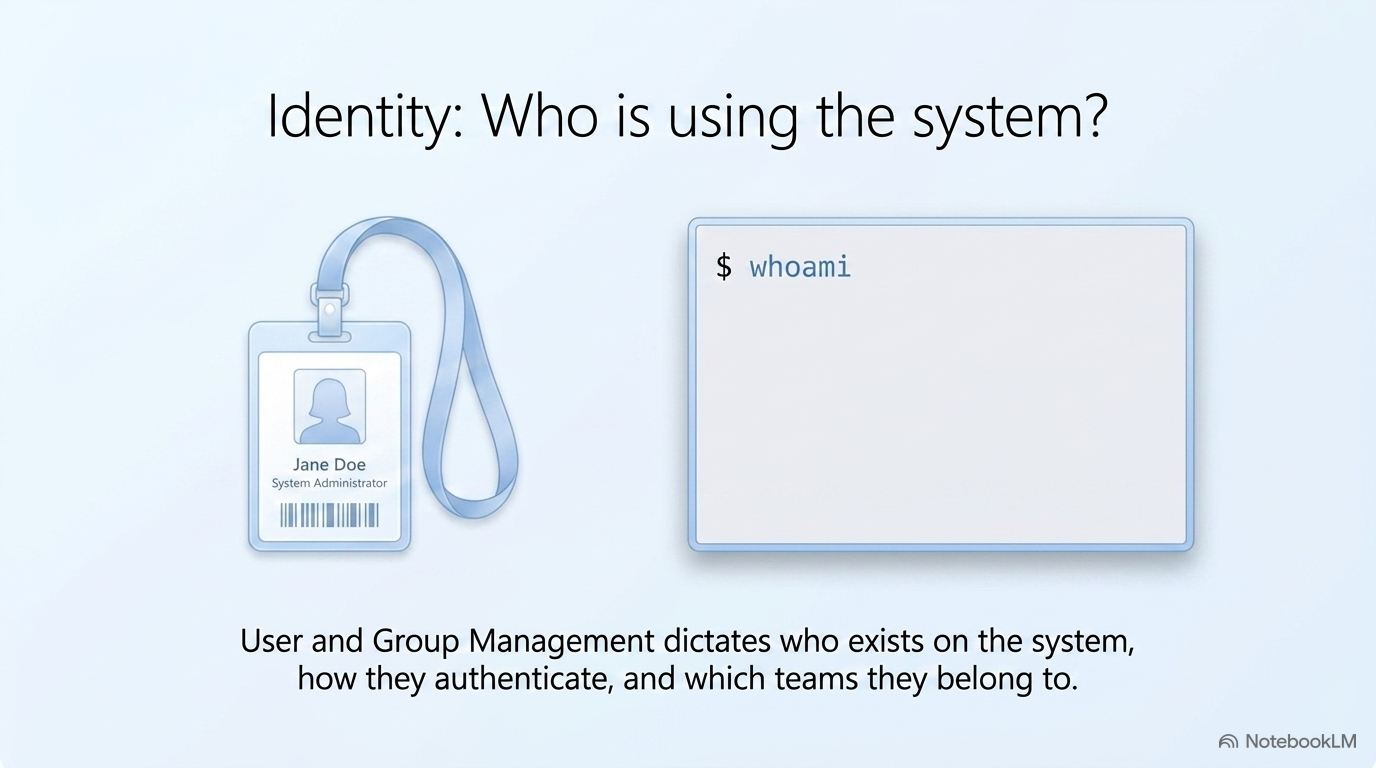 Identity: Who is using the system?
Jane Doe
System Administrator
$ whoami
User and Group Management dictates who exists on the system,
how they authenticate, and which teams they belong to.
NotebookLM